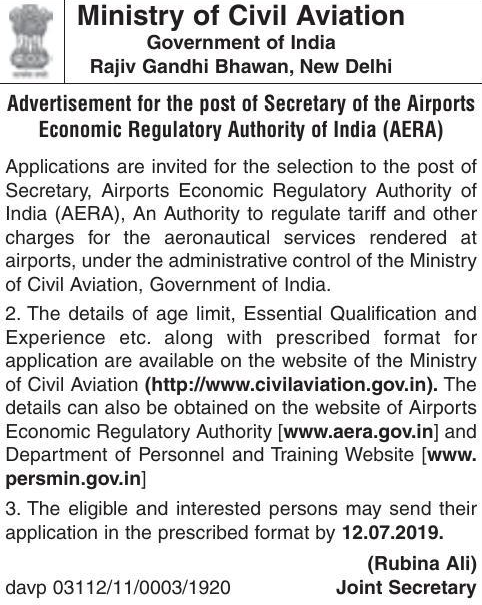 Ministry of Civil Aviation
Government of India
Rajiv Gandhi Bhawan, New Delhi
Advertisement for the post of Secretary of the Airports
Economic Regulatory Authority of India (AERA)
Applications are invited for the selection to the post of
Secretary, Airports Economic Regulatory Authority of
India (AERA), An Authority to regulate tariff and other
charges for the aeronautical services rendered at
airports, under the administrative control of the Ministry
of Civil Aviation, Government of India.
2. The details of age limit, Essential Qualification and
Experience etc. along with prescribed format for
application are available on the website of the Ministry
of Civil Aviation (http://www.civilaviation.gov.in). The
details can also be obtained on the website of Airports
Economic Regulatory Authority [www.aera.gov.in] and
Department of Personnel and Training Website [www.
persmin.gov.in]
3. The eligible and interested persons may send their
application in the prescribed format by 12.07.2019.
(Rubina Ali)
davp 03112/11/0003/1920 Joint Secretary